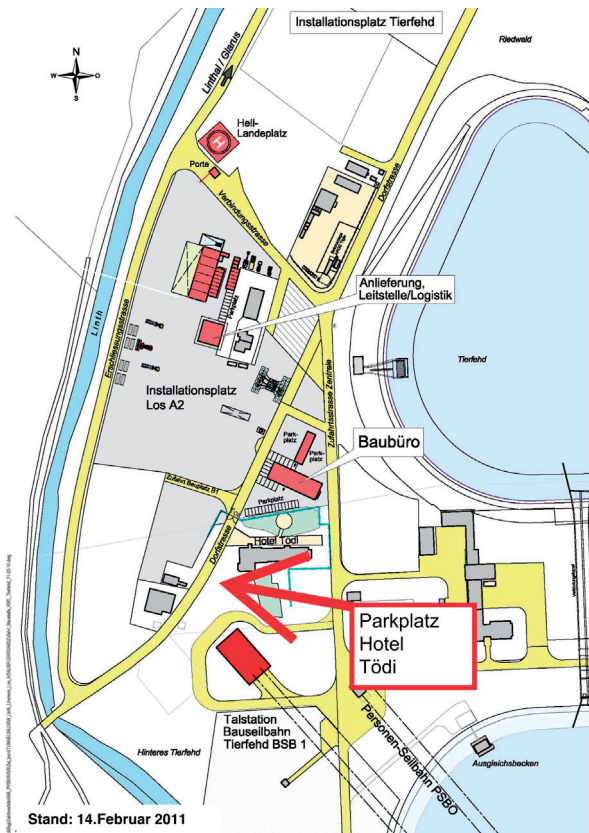 Installationsplatz Tierfehd
Riedwald
N
W
O
S
Linthal / Glarus
Heli-
Landeplatz
Porte
Verbindungsstrasse
Dorfstrasse
Anlieferung,
Leitstelle/Logistik
Parkplatz
Linth
Erschliessungsstrasse
Zufahrtsstrasse Zentrale
Tierfehd
Installationsplatz
Los A2
Park-
platz
Park-
platz
Baubüro
Zufahrt Bauplatz B1
Parkplatz
Dorfstrasse
Hotel Tödi
Parkplatz
Hotel
Tödi
Talstation
Bauseilbahn
Tierfehd BSB 1
Personen-Seilbahn PSBO
Hinteres Tierfehd
Ausgleichsbecken
Stand: 14.Februar 2011